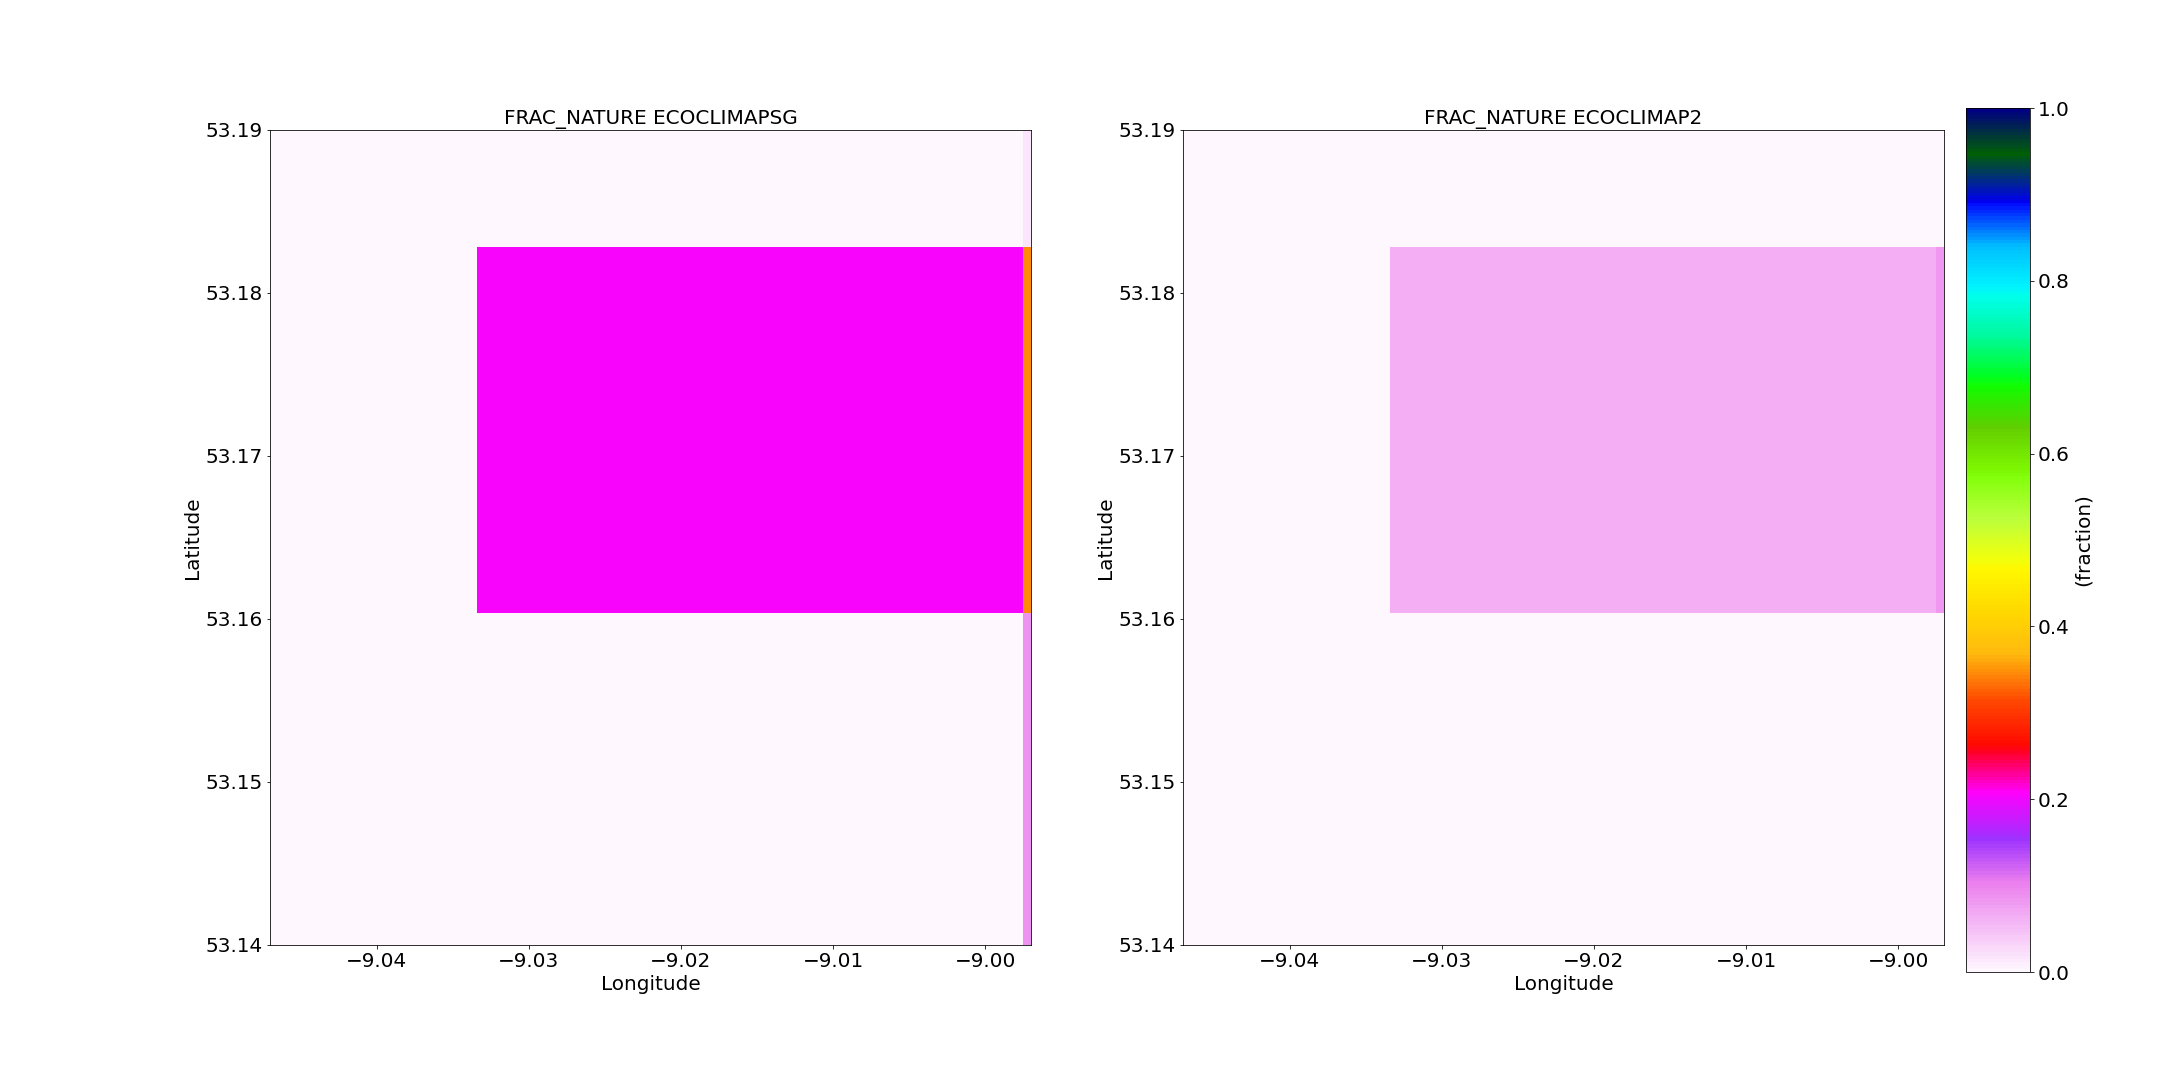 FRAC_NATURE ECOCLIMAPSG
53.19
53.18
53.17
53.16
53.15
53.14
Latitude
−9.04 −9.03 −9.02 −9.01 −9.00
Longitude
FRAC_NATURE ECOCLIMAP2
53.19
53.18
53.17
53.16
53.15
53.14
Latitude
−9.04 −9.03 −9.02 −9.01 −9.00
Longitude
1.0
0.8
0.6
0.4
0.2
0.0
(fraction)